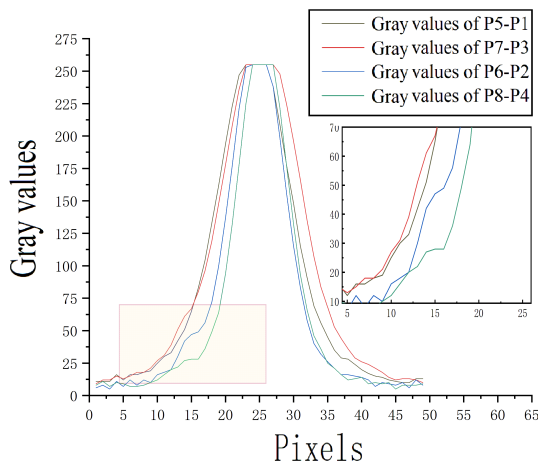 Gray values of P5-P1
Gray values of P7-P3
Gray values of P6-P2
Gray values of P8-P4
275
250
225
200
175
150
125
100
75
50
25
0
Gray values
70
60
50
40
30
20
10
5 10 15 20 25
0 5 10 15 20 25 30 35 40 45 50 55 60 65
Pixels